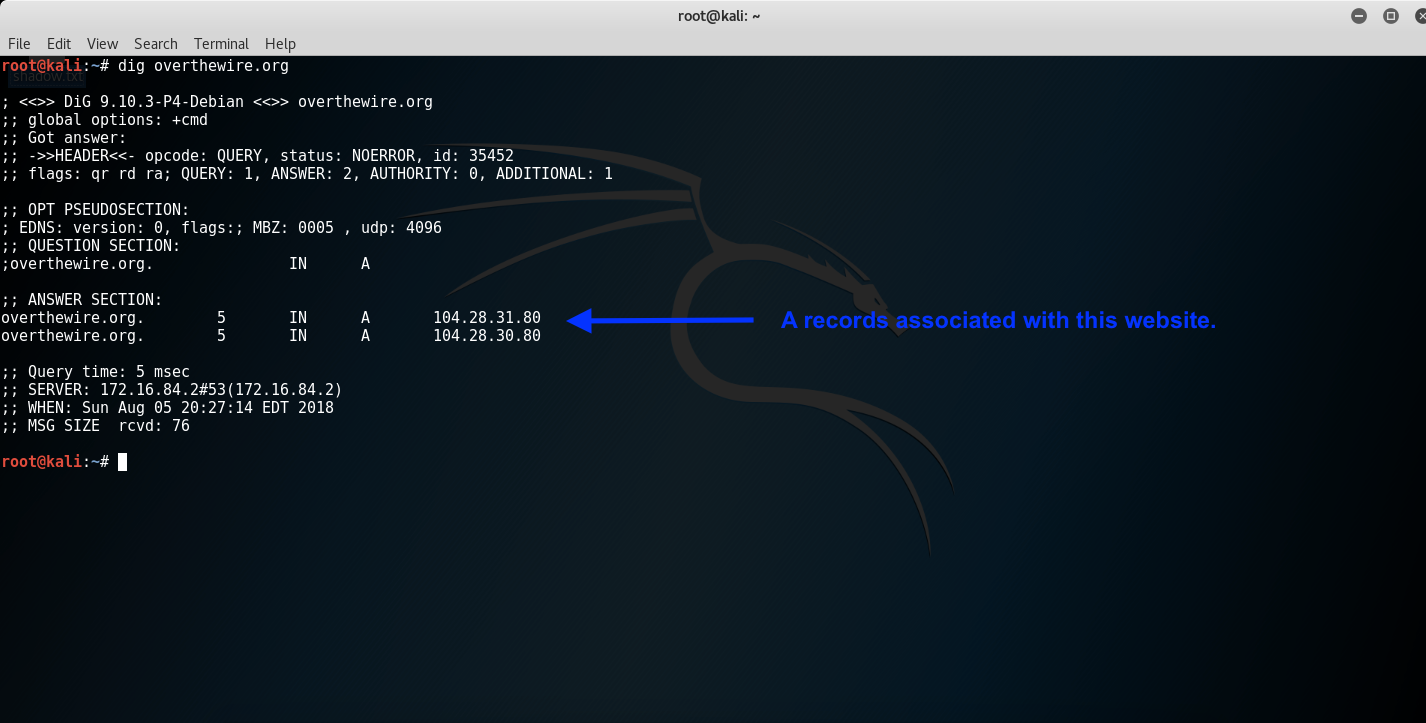 root@kali: ~
File Edit View Search Terminal Help
root@kali:~# dig overthewire.org
shadow.txt
; <<>> DiG 9.10.3-P4-Debian <<>> overthewire.org
;; global options: +cmd
;; Got answer:
;; ->>HEADER<<- opcode: QUERY, status: NOERROR, id: 35452
;; flags: qr rd ra; QUERY: 1, ANSWER: 2, AUTHORITY: 0, ADDITIONAL: 1
;; OPT PSEUDOSECTION:
; EDNS: version: 0, flags:; MBZ: 0005 , udp: 4096
;; QUESTION SECTION:
;overthewire.org. IN A
;; ANSWER SECTION:
overthewire.org. 5 IN A 104.28.31.80
A records associated with this website.
overthewire.org. 5 IN A 104.28.30.80
;; Query time: 5 msec
;; SERVER: 172.16.84.2#53(172.16.84.2)
;; WHEN: Sun Aug 05 20:27:14 EDT 2018
;; MSG SIZE  rcvd: 76
root@kali:~#